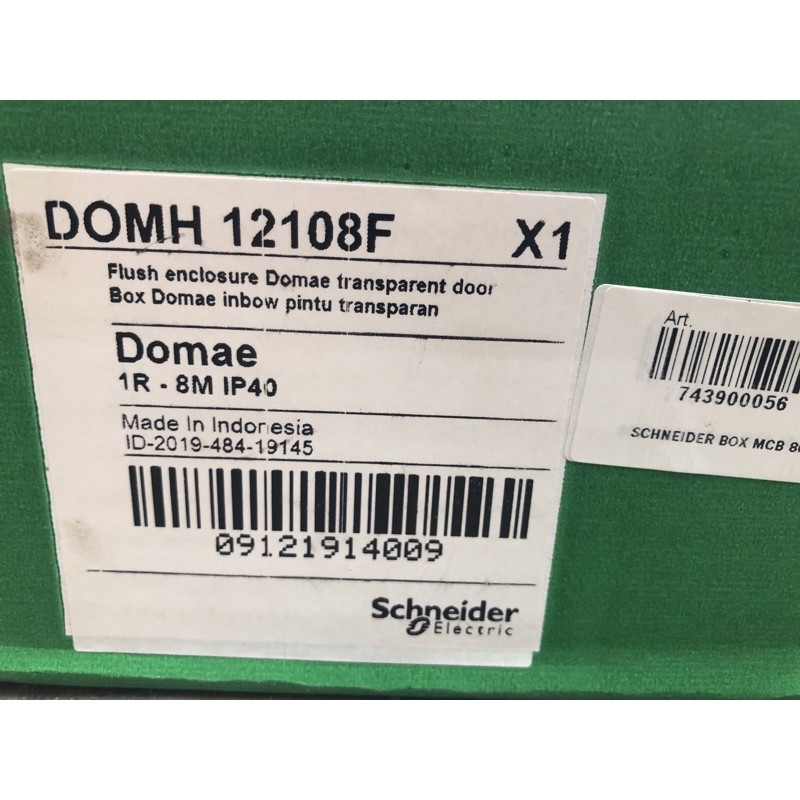 DOMH 12108F X1
Flush enclosure Domae transparent door
Box Domae inbow pintu transparan
Domae
1R - 8M IP40
Made In Indonesia
ID-2019-484-19145
09121914009
Schneider
Electric
Art.
743900056
SCHNEIDER BOX MCB